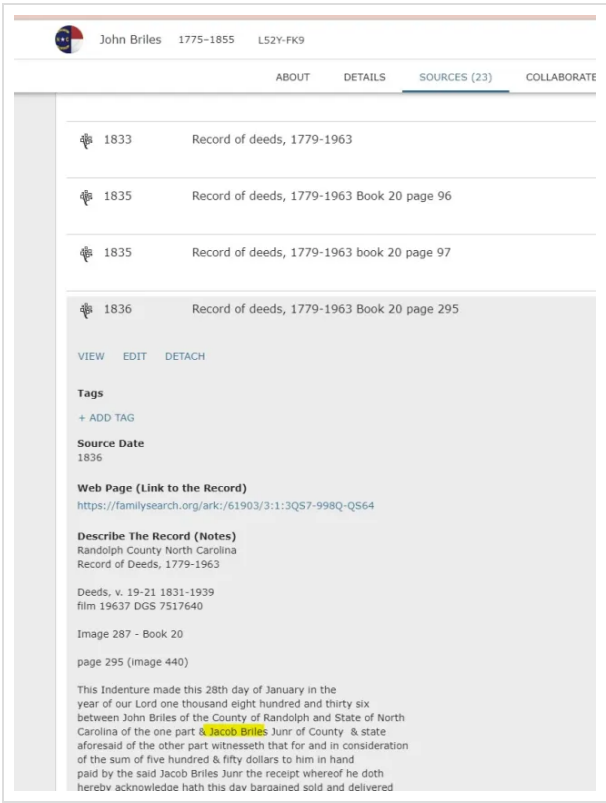 John Briles 1775–1855 L52Y-FK9
ABOUT DETAILS SOURCES (23) COLLABORATE
1833 Record of deeds, 1779-1963
1835 Record of deeds, 1779-1963 Book 20 page 96
1835 Record of deeds, 1779-1963 book 20 page 97
1836 Record of deeds, 1779-1963 Book 20 page 295
VIEW EDIT DETACH
Tags
+ ADD TAG
Source Date
1836
Web Page (Link to the Record)
https://familysearch.org/ark:/61903/3:1:3QS7-998Q-QS64
Describe The Record (Notes)
Randolph County North Carolina
Record of Deeds, 1779-1963
Deeds, v. 19-21 1831-1939
film 19637 DGS 7517640
Image 287 - Book 20
page 295 (image 440)
This Indenture made this 28th day of January in the
year of our Lord one thousand eight hundred and thirty six
between John Briles of the County of Randolph and State of North
Carolina of the one part & Jacob Briles Junr of County & state
aforesaid of the other part witnesseth that for and in consideration
of the sum of five hundred & fifty dollars to him in hand
paid by the said Jacob Briles Junr the receipt whereof he doth
hereby acknowledge hath this day bargained sold and delivered